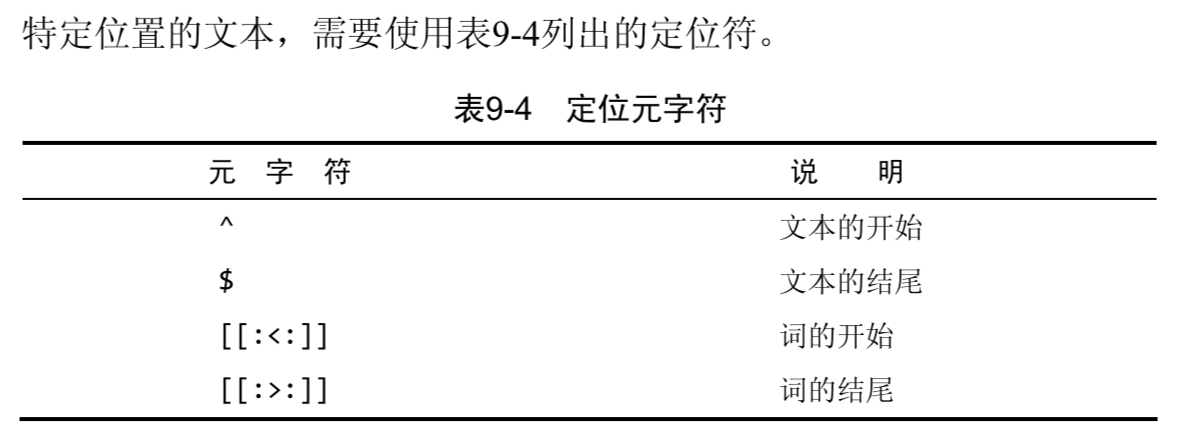 特定位置的文本，需要使用表9-4列出的定位符。
表9-4 定位元字符
元 字 符 说 明
^ 文本的开始
$ 文本的结尾
[[:<:]] 词的开始
[[:>:]] 词的结尾